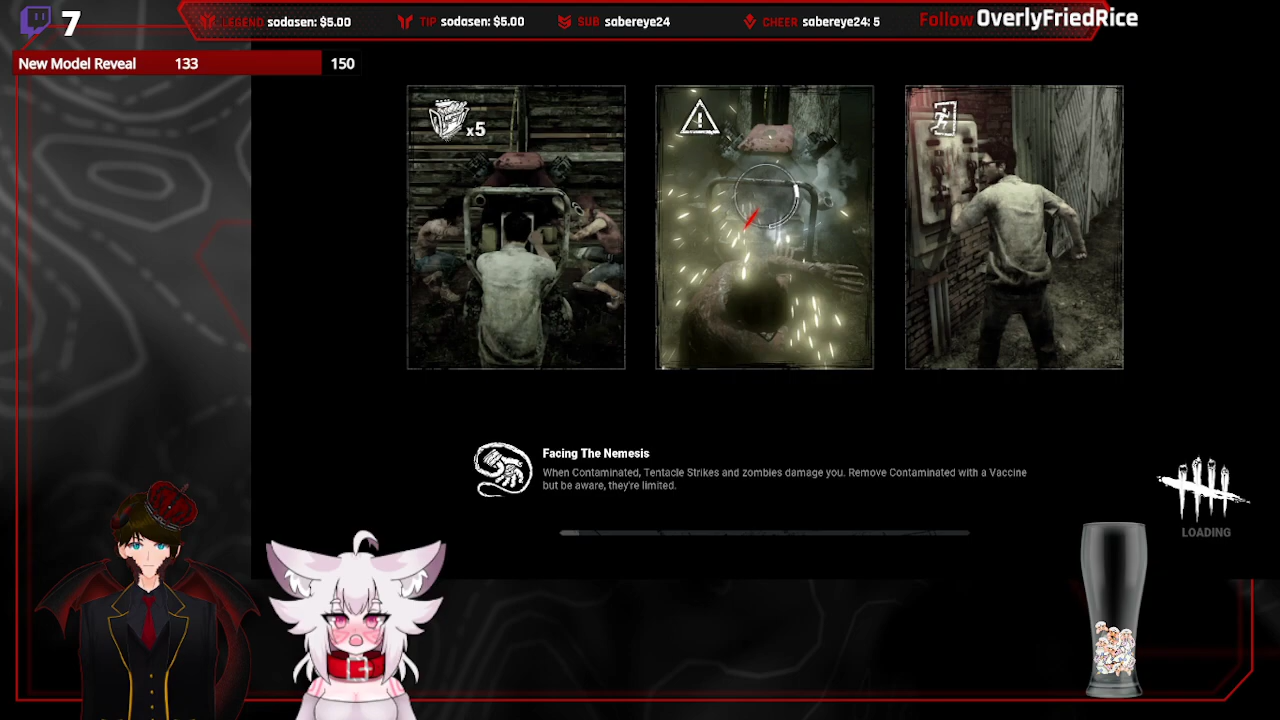 7
LEGEND sodasen: $5.00
TIP sodasen: $5.00
SUB sabereye24
CHEER sabereye24: 5
Follow OverlyFriedRice
New Model Reveal 133 150
x5
Facing The Nemesis
When Contaminated, Tentacle Strikes and zombies damage you. Remove Contaminated with a Vaccine
but be aware, they're limited.
LOADING